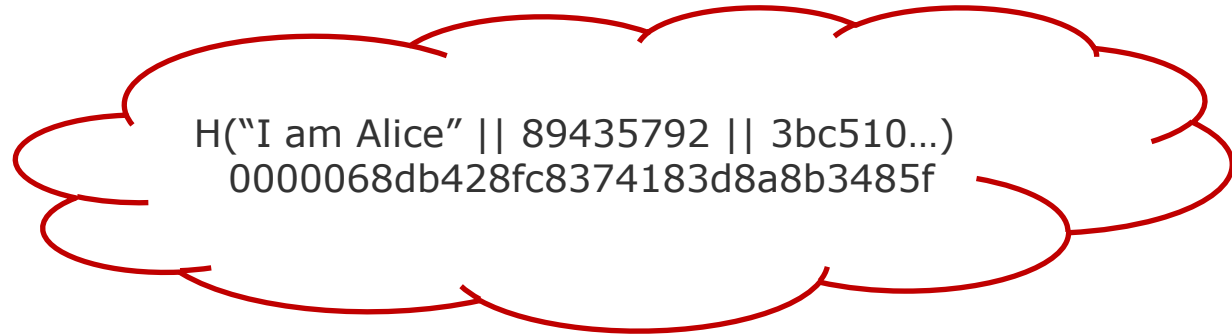 H(“I am Alice” || 89435792 || 3bc510…)
0000068db428fc8374183d8a8b3485f